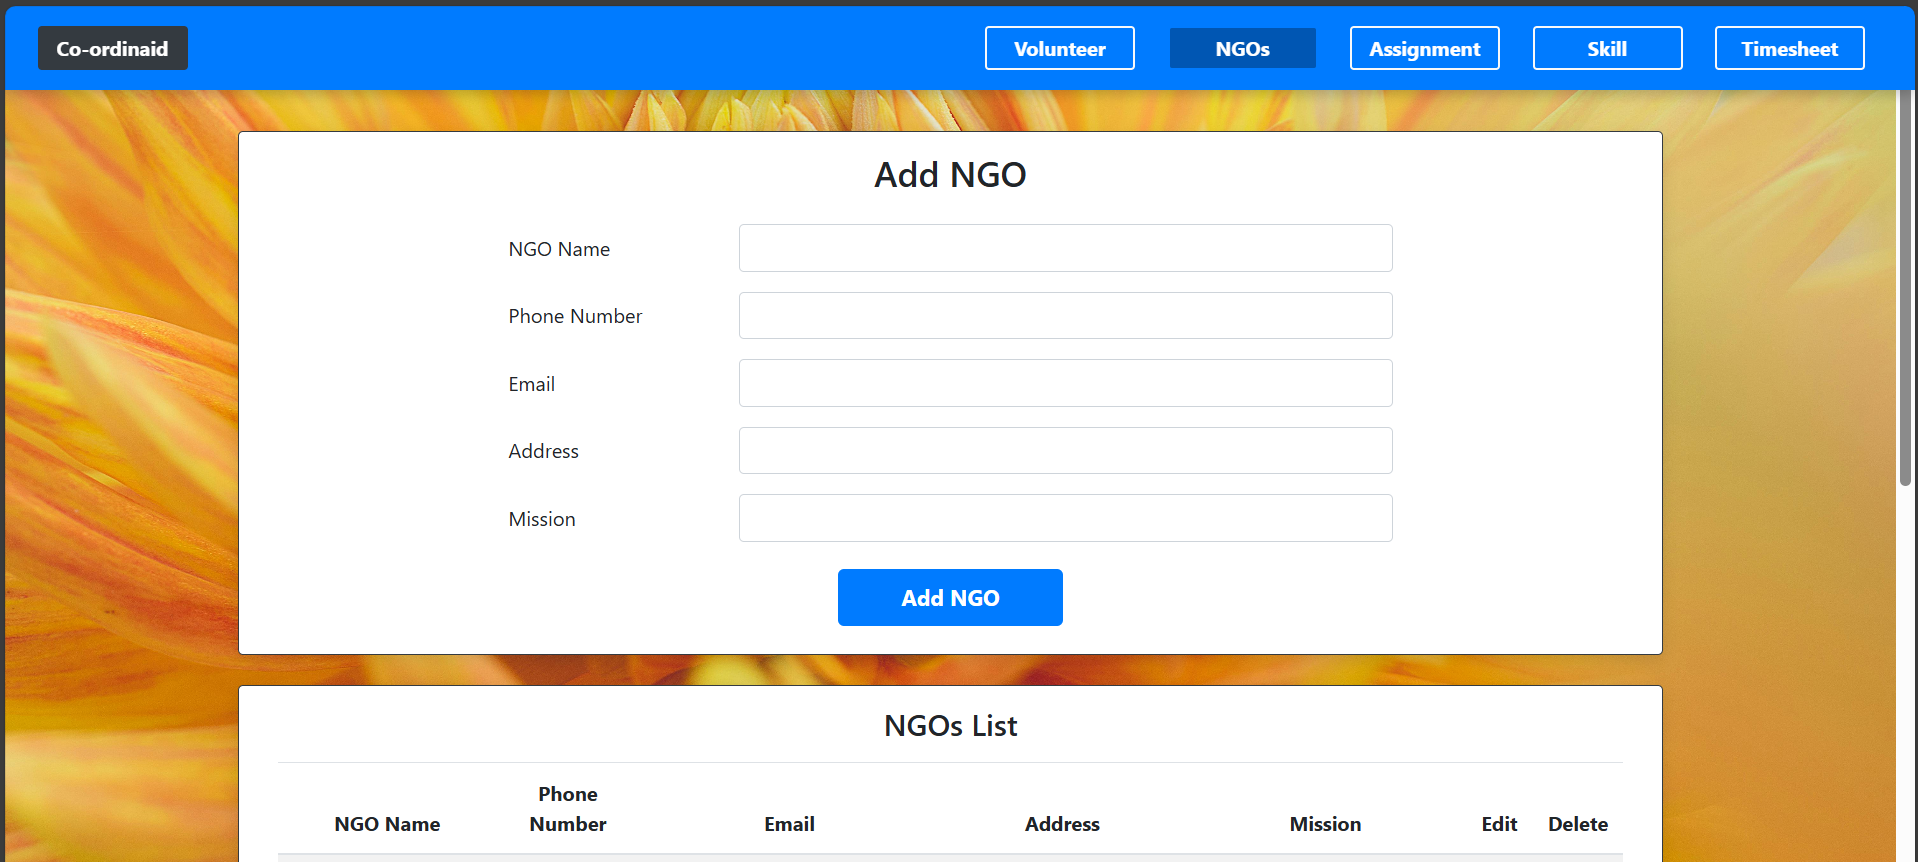 Co-ordinaid
Volunteer
NGOs
Assignment
Skill
Timesheet
Add NGO
NGO Name
Phone Number
Email
Address
Mission
Add NGO
NGOs List
NGO Name
Phone
Number
Email
Address
Mission
Edit
Delete